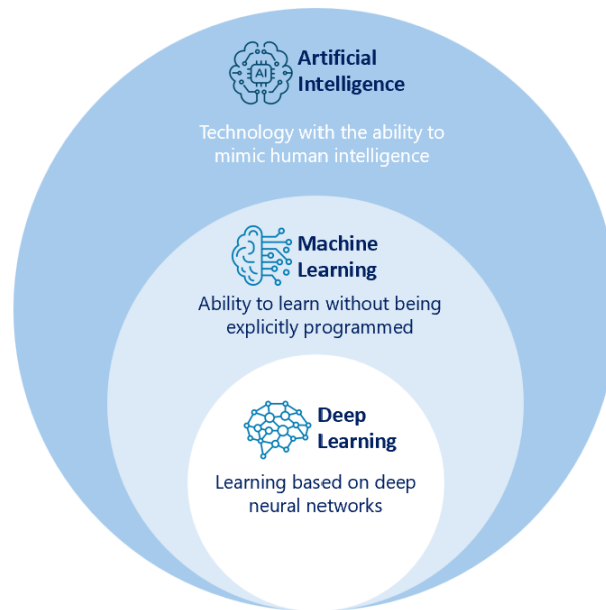 AI
Artificial
Intelligence
Technology with the ability to
mimic human intelligence
Machine
Learning
Ability to learn without being
explicitly programmed
Deep
Learning
Learning based on deep
neural networks